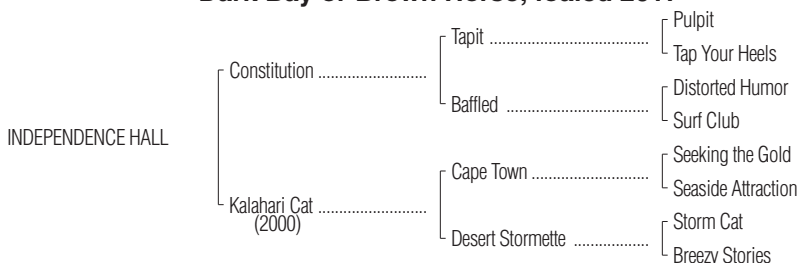 Dark Bay or Brown Horse; foaled 2017
Pulpit
Tapit
Tap Your Heels
Constitution
Distorted Humor
Baffled
Surf Club
INDEPENDENCE HALL
Seeking the Gold
Cape Town
Seaside Attraction
Kalahari Cat
(2000)
Storm Cat
Desert Stormette
Breezy Stories